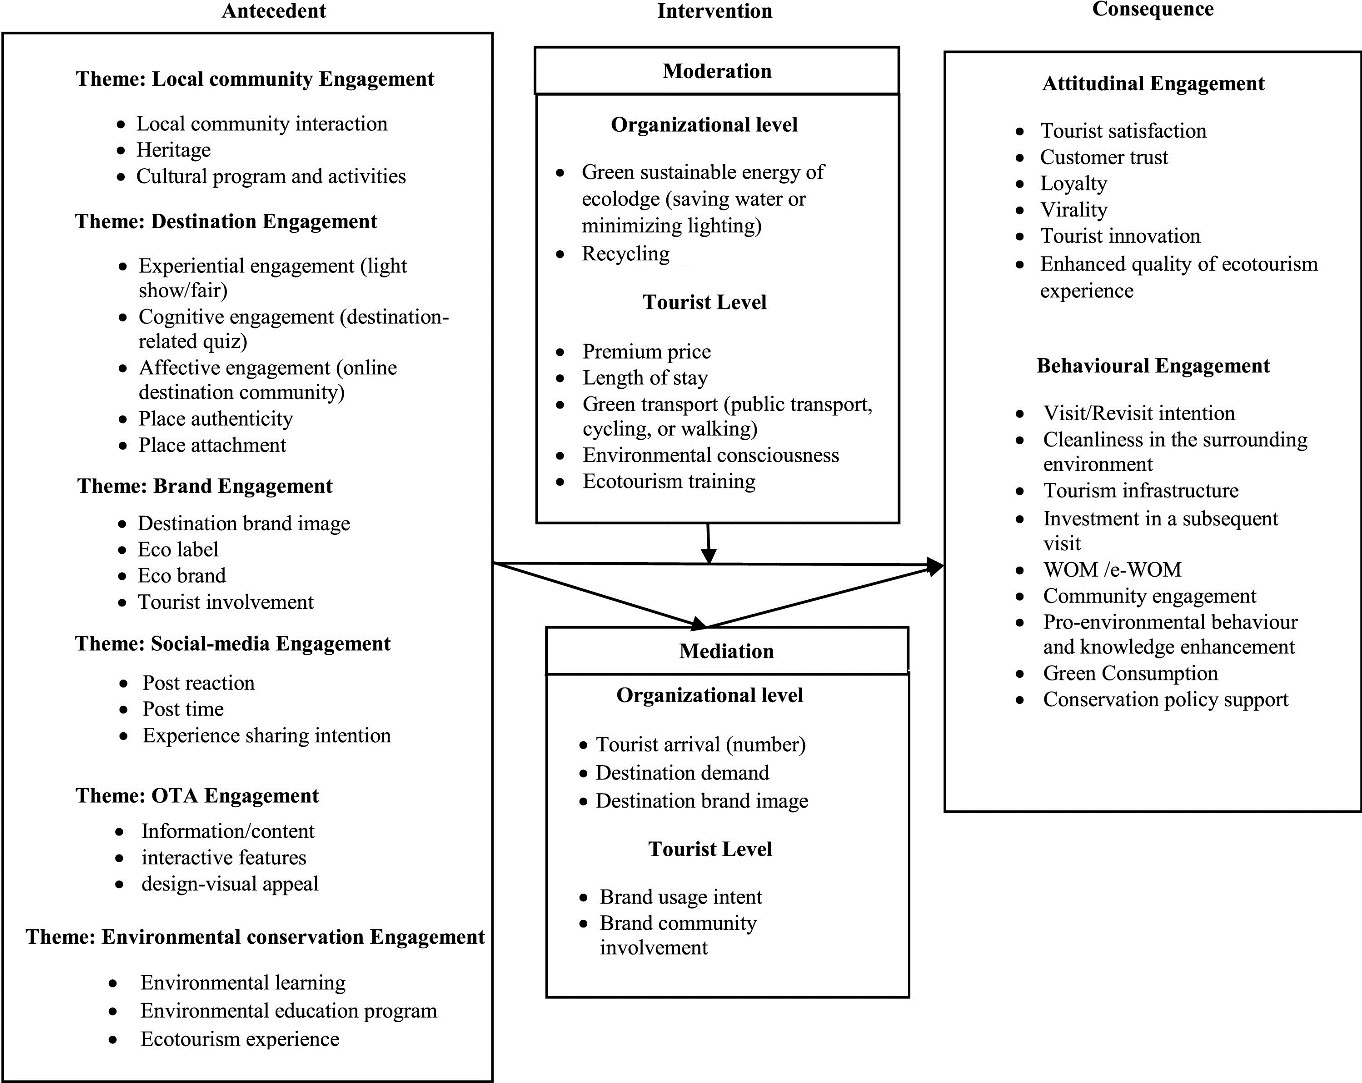 Antecedent
Theme: Local community Engagement
• Local community interaction
• Heritage
• Cultural program and activities
Theme: Destination Engagement
• Experiential engagement (light
show/fair)
• Cognitive engagement (destination-
related quiz)
• Affective engagement (online
destination community)
• Place authenticity
• Place attachment
Theme: Brand Engagement
• Destination brand image
• Eco label
• Eco brand
• Tourist involvement
Theme: Social-media Engagement
• Post reaction
• Post time
• Experience sharing intention
Theme: OTA Engagement
• Information/content
• interactive features
• design-visual appeal
Theme: Environmental conservation Engagement
• Environmental learning
• Environmental education program
• Ecotourism experience
Intervention
Moderation
Organizational level
• Green sustainable energy of
ecolodge (saving water or
minimizing lighting)
• Recycling
Tourist Level
• Premium price
• Length of stay
• Green transport (public transport,
cycling, or walking)
• Environmental consciousness
• Ecotourism training
Mediation
Organizational level
• Tourist arrival (number)
• Destination demand
• Destination brand image
Tourist Level
• Brand usage intent
• Brand community
involvement
Consequence
Attitudinal Engagement
• Tourist satisfaction
• Customer trust
• Loyalty
• Virality
• Tourist innovation
• Enhanced quality of ecotourism
experience
Behavioural Engagement
• Visit/Revisit intention
• Cleanliness in the surrounding
environment
• Tourism infrastructure
• Investment in a subsequent
visit
• WOM /e-WOM
• Community engagement
• Pro-environmental behaviour
and knowledge enhancement
• Green Consumption
• Conservation policy support